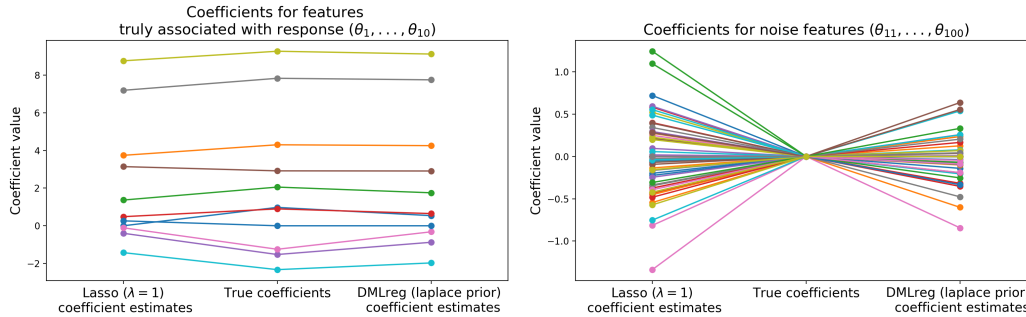 Coefficients for features
truly associated with response (θ₁, . . . , θ₁₀)
Coefficient value
8
6
4
2
0
−2
Lasso (λ = 1)
coefficient estimates
True coefficients
DMLreg (laplace prior)
coefficient estimates
Coefficients for noise features (θ₁₁, . . . , θ₁₀₀)
Coefficient value
1.0
0.5
0.0
−0.5
−1.0
Lasso (λ = 1)
coefficient estimates
True coefficients
DMLreg (laplace prior)
coefficient estimates